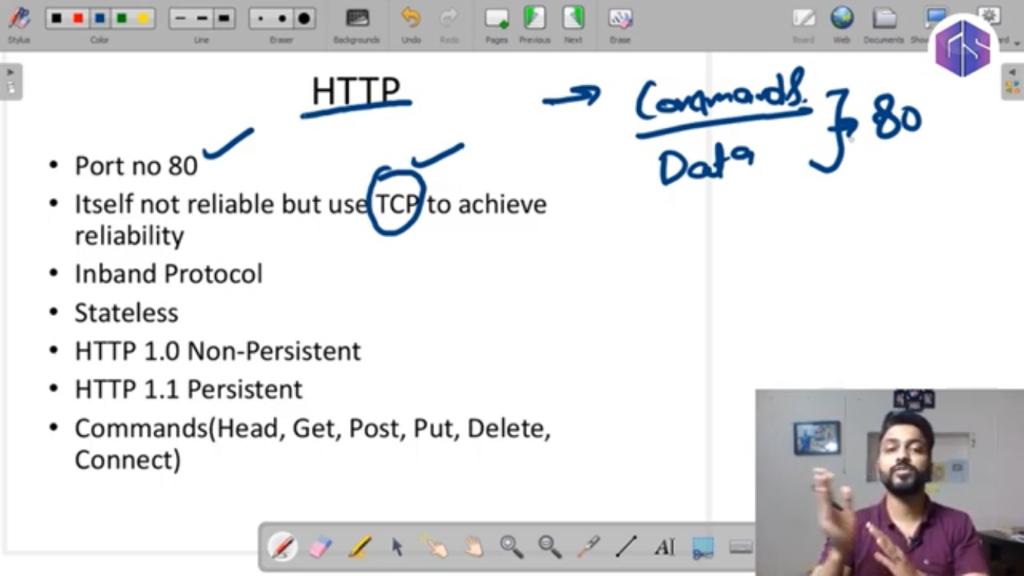 Stylus
Color
Line
Eraser
Backgrounds
Undo
Redo
Pages
Previous
Next
Erase
Board
Web
Documents
HTTP
→ Commands.
Data
80
• Port no 80
• Itself not reliable but use TCP to achieve
reliability
• Inband Protocol
• Stateless
• HTTP 1.0 Non-Persistent
• HTTP 1.1 Persistent
• Commands(Head, Get, Post, Put, Delete,
Connect)
AI